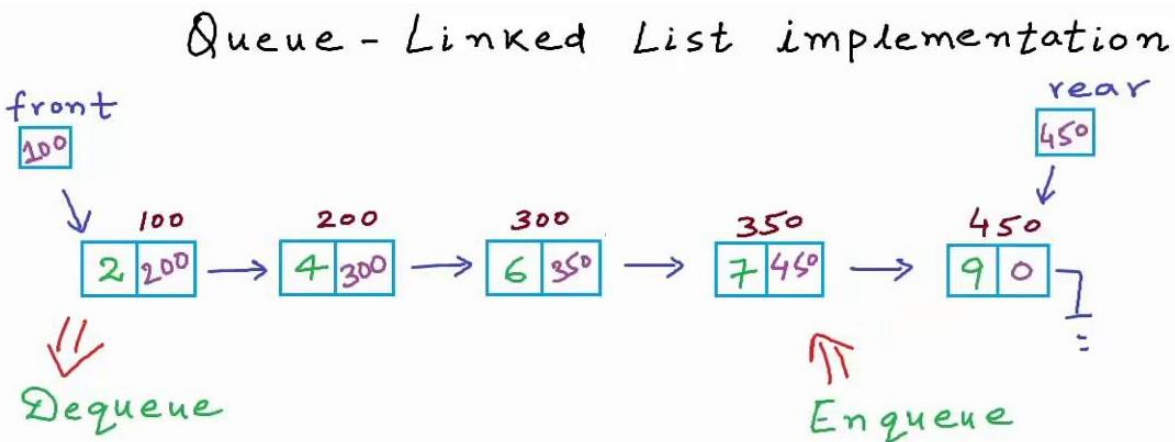 Queue - Linked List implementation
front
rear
100
450
100 200 300 350 450
2 200 4 300 6 350 7 450 9 0
Dequeue
Enqueue